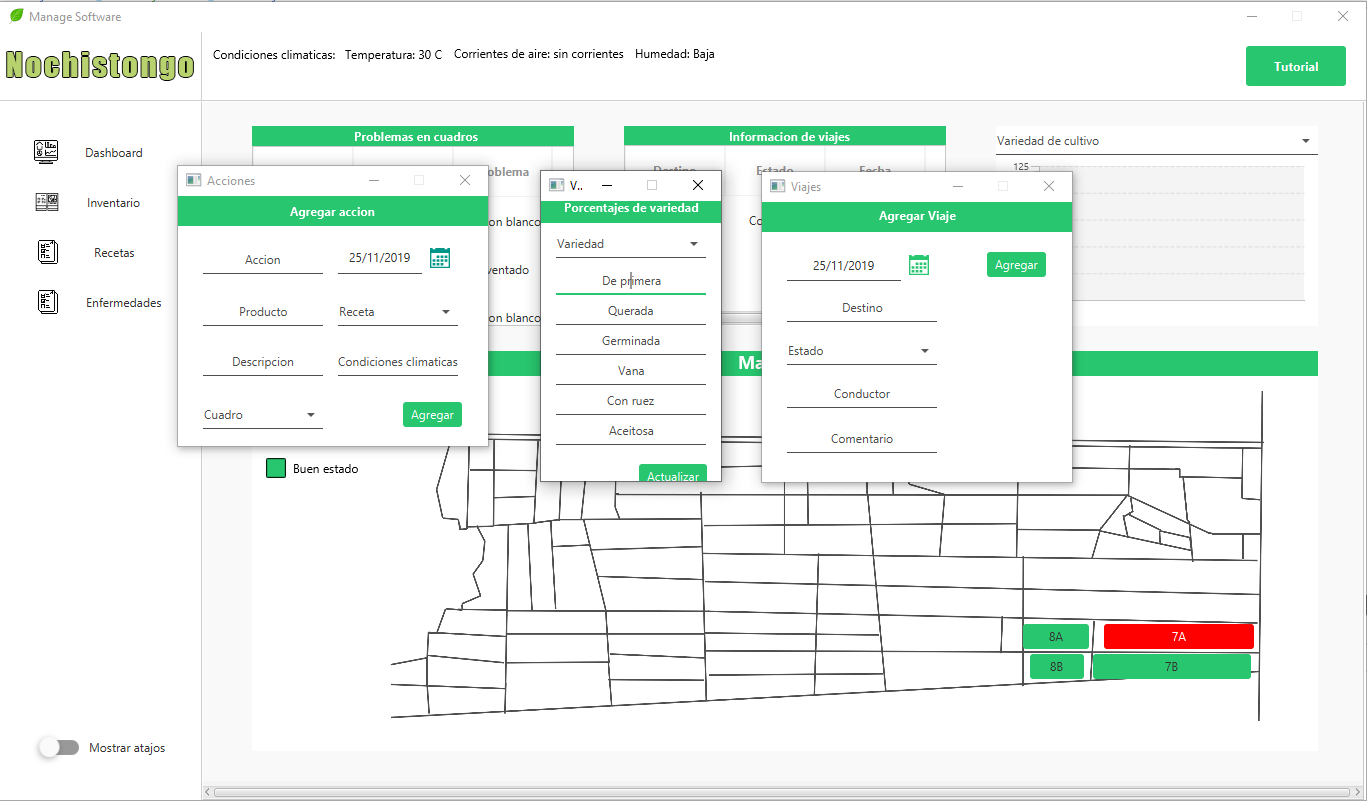 Manage Software
Nochistongo
Condiciones climaticas: Temperatura: 30 C Corrientes de aire: sin corrientes Humedad: Baja
Tutorial
Dashboard
Inventario
Recetas
Enfermedades
Mostrar atajos
Problemas en cuadros
Informacion de viajes
Variedad de cultivo
125
Destino
Estado
Fecha
on blanco
on blanco
Acciones
Agregar accion
Accion
25/11/2019
Producto
Receta
Descripcion
Condiciones climaticas
Cuadro
Agregar
V..
Porcentajes de variedad
Variedad
De primera
Querada
Germinada
Vana
Con ruez
Aceitosa
Actualizar
Viajes
Agregar Viaje
25/11/2019
Agregar
Destino
Estado
Conductor
Comentario
Ma
Buen estado
8A
7A
8B
7B